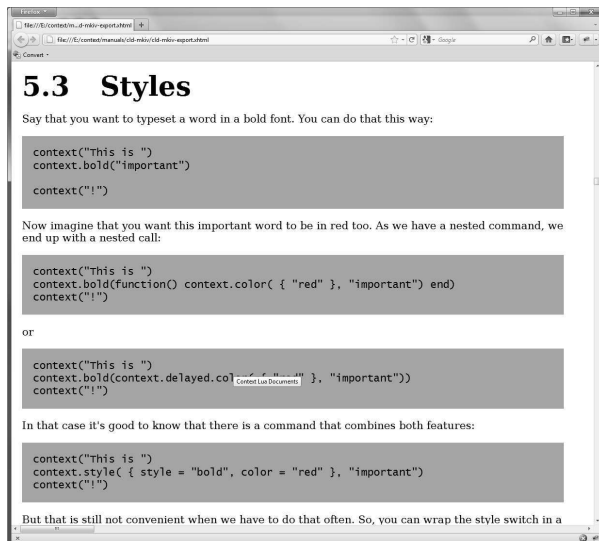 Firefox
file:///E:/context/m...d-mkiv-export.xhtml
file:///E:/context/manuals/cld-mkiv/cld-mkiv-export.xhtml
Google
Convert
5.3 Styles
Say that you want to typeset a word in a bold font. You can do that this way:
context("This is ")
context.bold("important")
context("!")
Now imagine that you want this important word to be in red too. As we have a nested command, we
end up with a nested call:
context("This is ")
context.bold(function() context.color( { "red" }, "important") end)
context("!")
or
context("This is ")
context.bold(context.delayed.color( { "red" }, "important"))
Context Lua Documents
context("!")
In that case it's good to know that there is a command that combines both features:
context("This is ")
context.style( { style = "bold", color = "red" }, "important")
context("!")
But that is still not convenient when we have to do that often. So, you can wrap the style switch in a